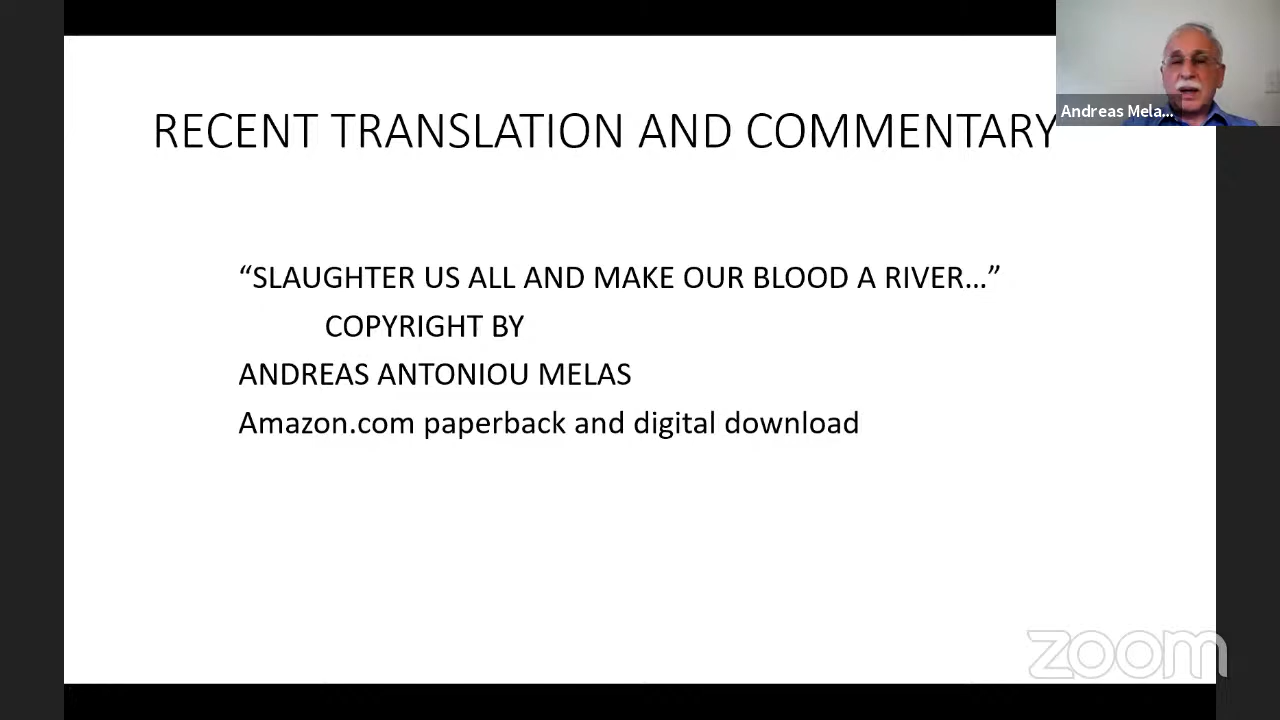 RECENT TRANSLATION AND COMMENTARY
Andreas Mela...
“SLAUGHTER US ALL AND MAKE OUR BLOOD A RIVER…”
COPYRIGHT BY
ANDREAS ANTONIOU MELAS
Amazon.com paperback and digital download
zoom